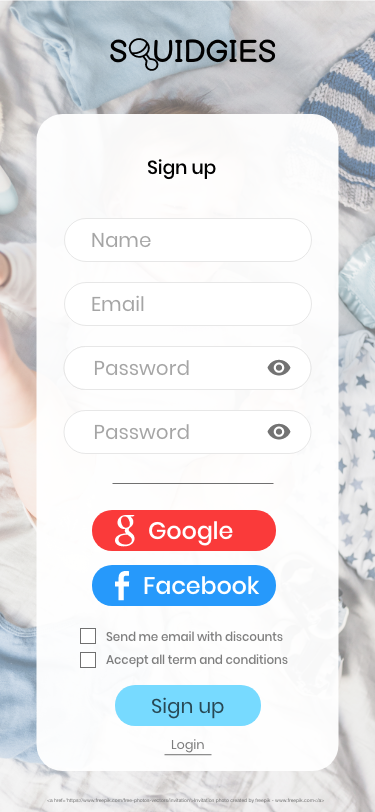 SQUIDGIES
Sign up
Name
Email
Password
Password
Google
Facebook
Send me email with discounts
Accept all term and conditions
Sign up
Login